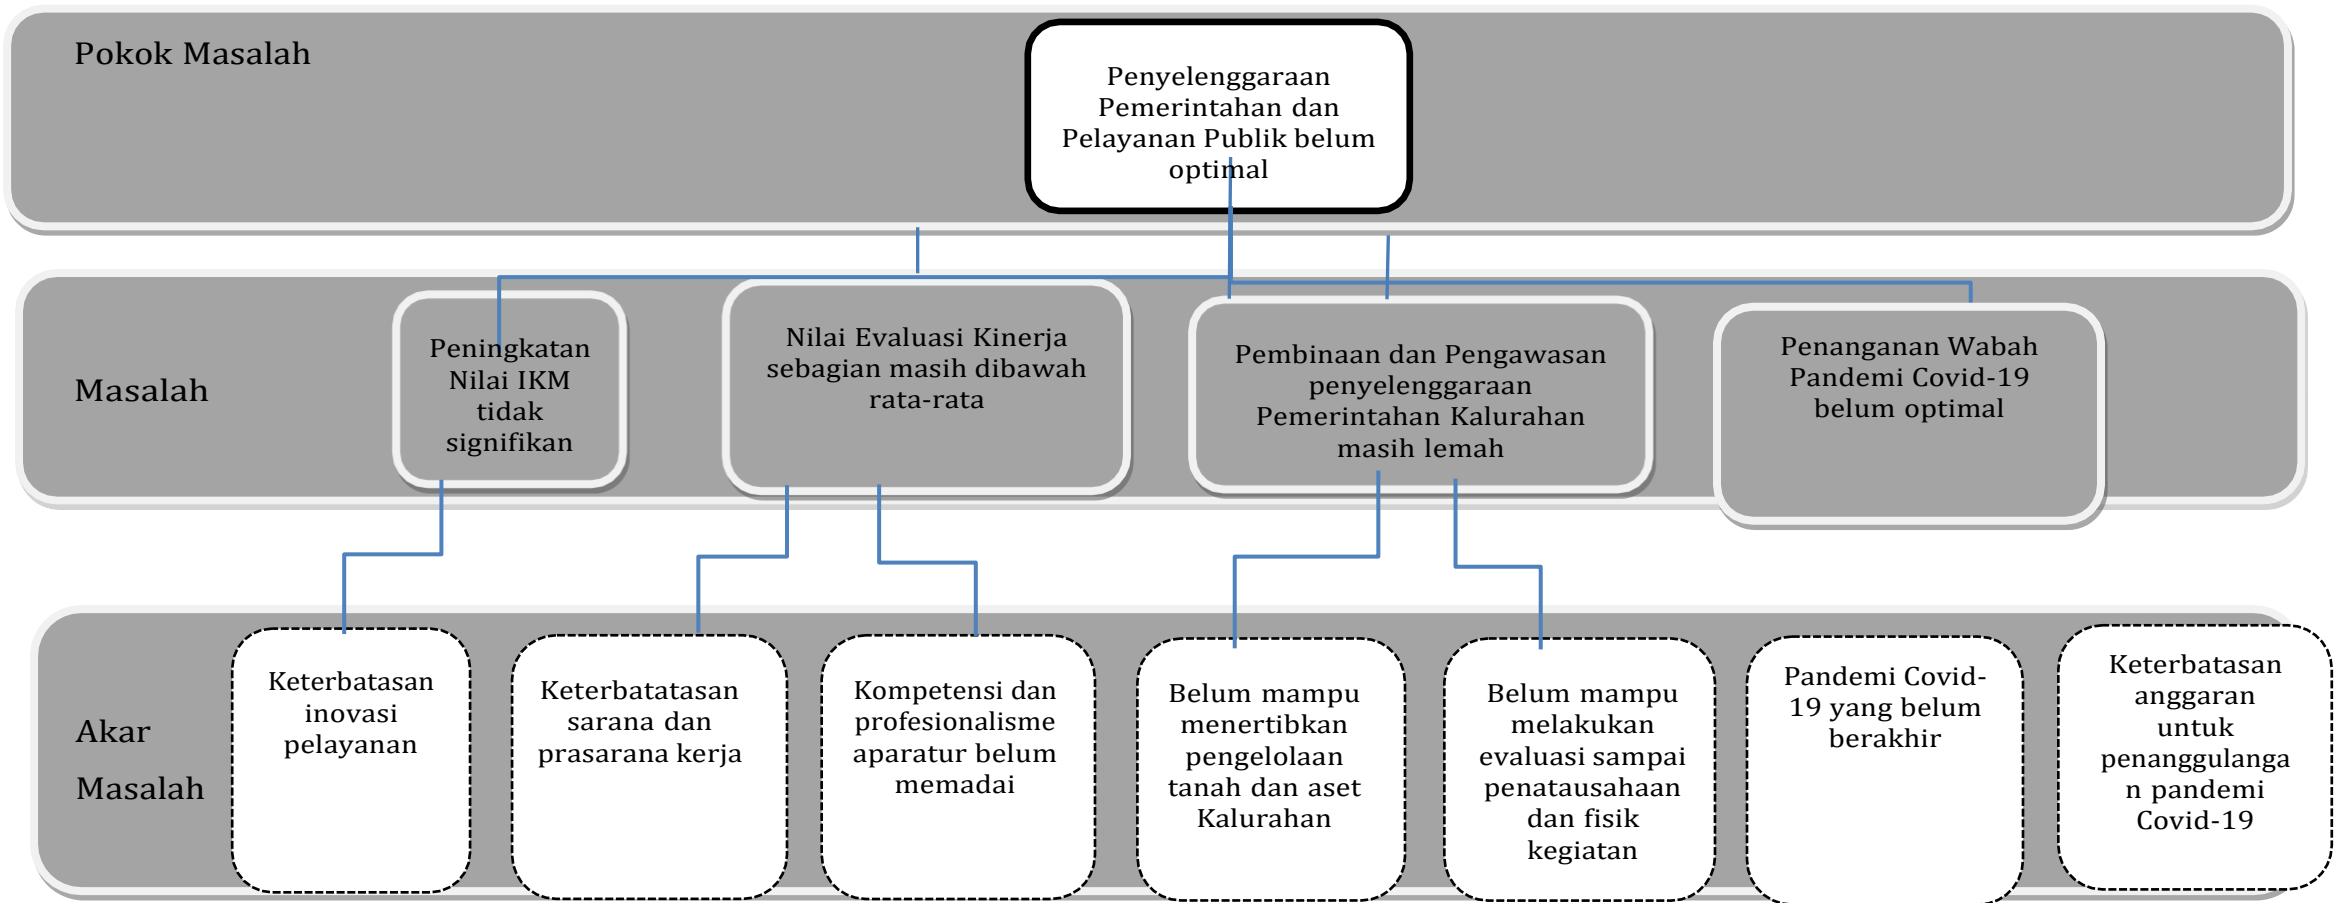 Pokok Masalah
Penyelenggaraan
Pemerintahan dan
Pelayanan Publik belum
optimal
Masalah
Peningkatan
Nilai IKM
tidak
signifikan
Nilai Evaluasi Kinerja
sebagian masih dibawah
rata-rata
Pembinaan dan Pengawasan
penyelenggaraan
Pemerintahan Kalurahan
masih lemah
Penanganan Wabah
Pandemi Covid-19
belum optimal
Akar
Masalah
Keterbatasan
inovasi
pelayanan
Keterbatatasan
sarana dan
prasarana kerja
Kompetensi dan
profesionalisme
aparatur belum
memadai
Belum mampu
menertibkan
pengelolaan
tanah dan aset
Kalurahan
Belum mampu
melakukan
evaluasi sampai
penatausahaan
dan fisik
kegiatan
Pandemi Covid-
19 yang belum
berakhir
Keterbatasan
anggaran
untuk
penanggulanga
n pandemi
Covid-19